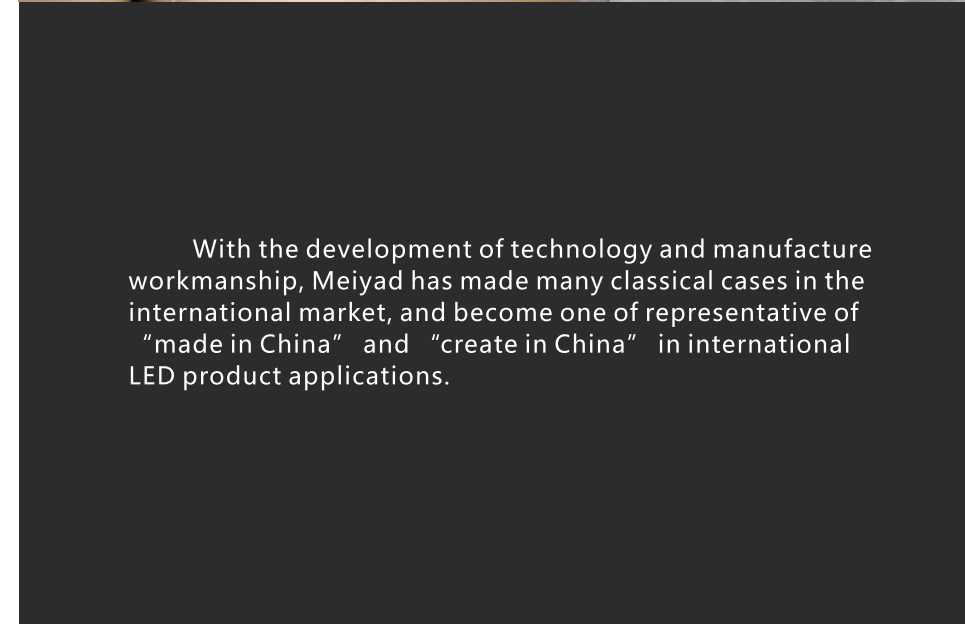 With the development of technology and manufacture
workmanship, Meiyad has made many classical cases in the
international market, and become one of representative of
“made in China” and “create in China” in international
LED product applications.